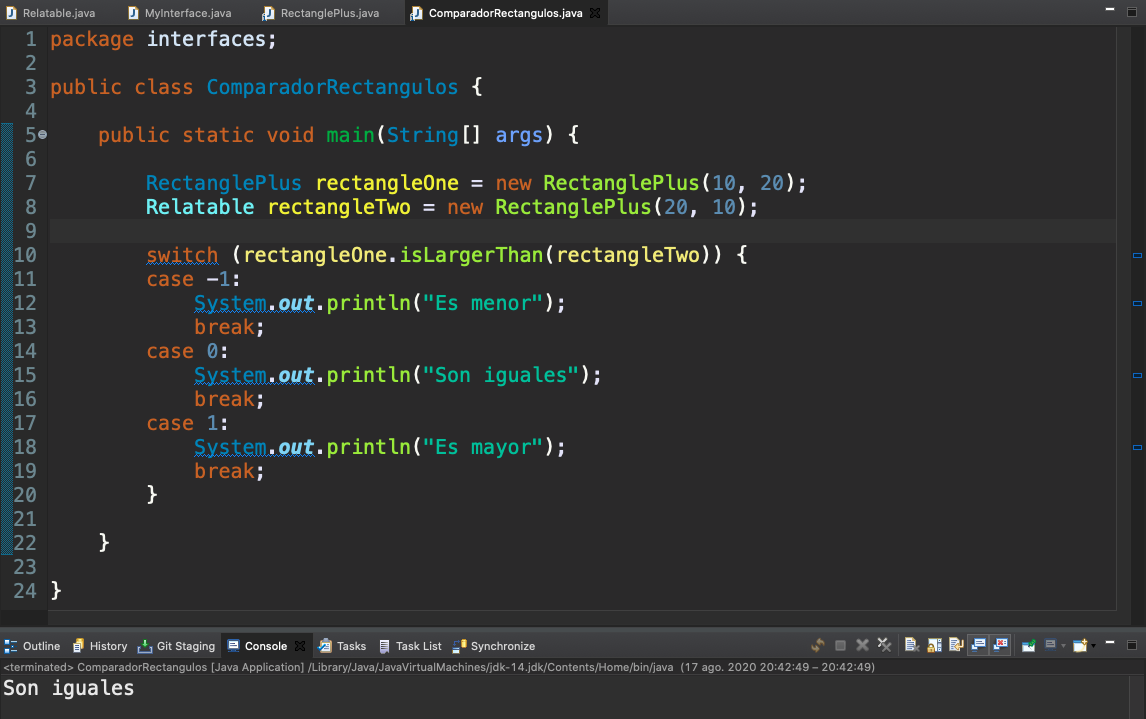 Relatable.java MyInterface.java RectanglePlus.java ComparadorRectangulos.java
1 package interfaces;
2
3 public class ComparadorRectangulos {
4
5 public static void main(String[] args) {
6
7 RectanglePlus rectangleOne = new RectanglePlus(10, 20);
8 Relatable rectangleTwo = new RectanglePlus(20, 10);
9
10 switch (rectangleOne.isLargerThan(rectangleTwo)) {
11 case -1:
12 System.out.println("Es menor");
13 break;
14 case 0:
15 System.out.println("Son iguales");
16 break;
17 case 1:
18 System.out.println("Es mayor");
19 break;
20 }
21
22 }
23
24 }
Outline History Git Staging Console Tasks Task List Synchronize
<terminated> ComparadorRectangulos [Java Application] /Library/Java/JavaVirtualMachines/jdk-14.jdk/Contents/Home/bin/java (17 ago. 2020 20:42:49 – 20:42:49)
Son iguales